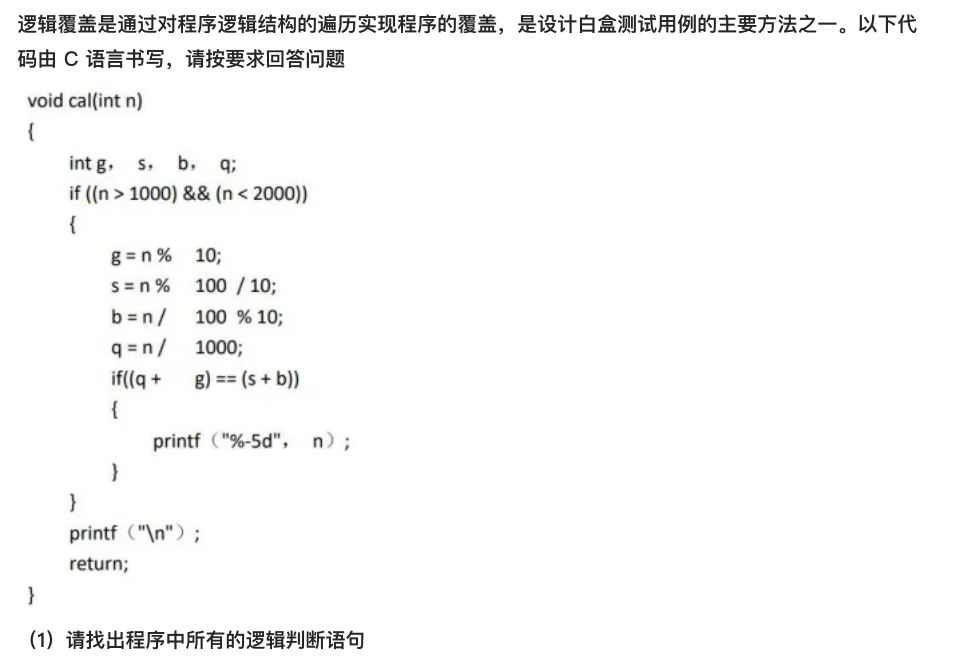 逻辑覆盖是通过对程序逻辑结构的遍历实现程序的覆盖，是设计白盒测试用例的主要方法之一。以下代
码由 C 语言书写，请按要求回答问题
void cal(int n)
{
int g， s， b， q;
if ((n > 1000) && (n < 2000))
{
g = n % 10;
s = n % 100 / 10;
b = n / 100 % 10;
q = n / 1000;
if((q + g) == (s + b))
{
printf（"%-5d"， n）;
}
}
printf（"\n"）;
return;
}
（1）请找出程序中所有的逻辑判断语句